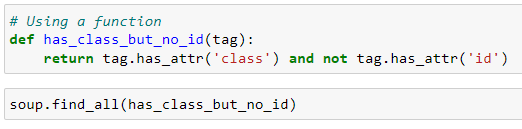 # Using a function
def has_class_but_no_id(tag):
    return tag.has_attr('class') and not tag.has_attr('id')
soup.find_all(has_class_but_no_id)